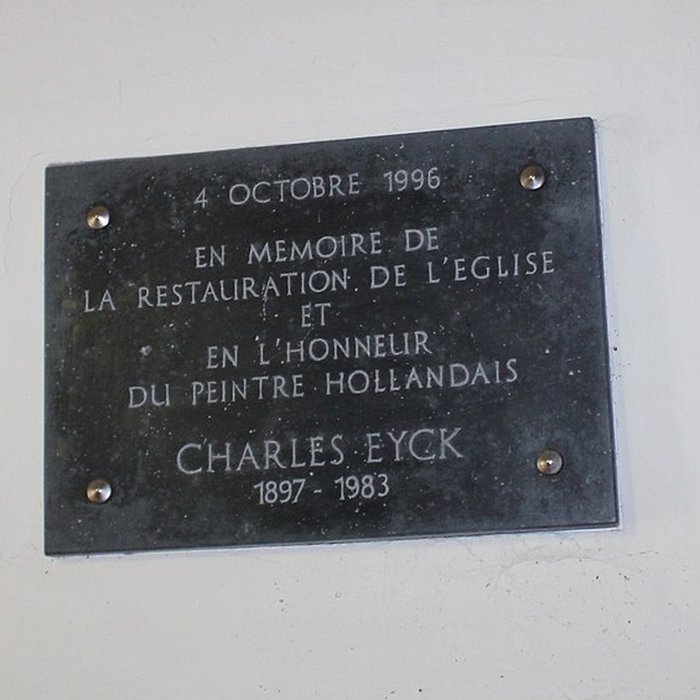 4 OCTOBRE 1996
EN MEMOIRE DE
LA RESTAURATION DE L'EGLISE
ET
EN L'HONNEUR
DU PEINTRE HOLLANDAIS
CHARLES EYCK
1897 - 1983